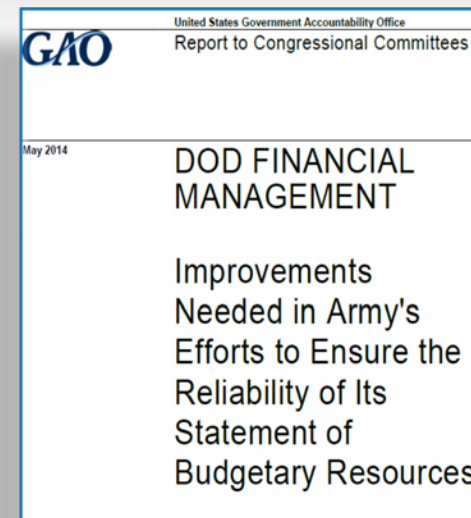 United States Government Accountability Office
GAO
Report to Congressional Committees
May 2014
DOD FINANCIAL
MANAGEMENT
Improvements
Needed in Army's
Efforts to Ensure the
Reliability of Its
Statement of
Budgetary Resources